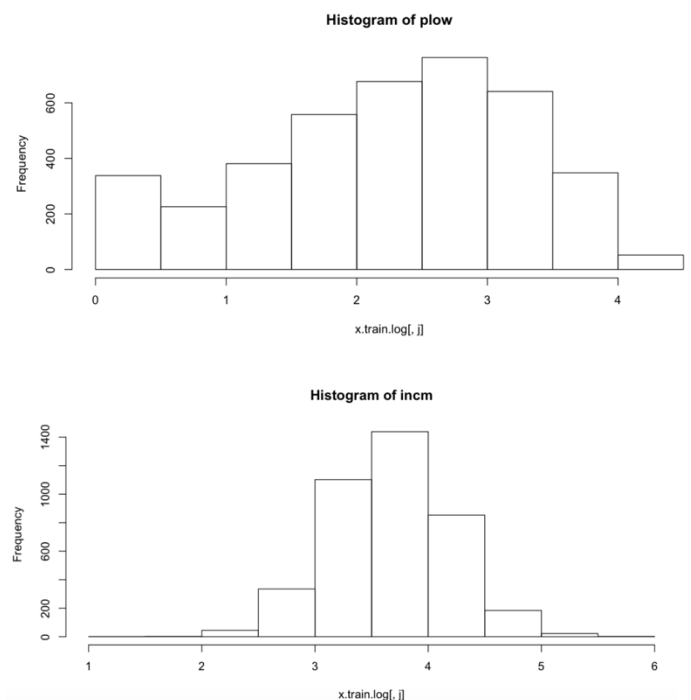 Histogram of plow
Frequency
600
400
200
0
0 1 2 3 4
x.train.log[, j]
Histogram of incm
Frequency
1400
1000
600
200
0
1 2 3 4 5 6
x.train.log[, j]